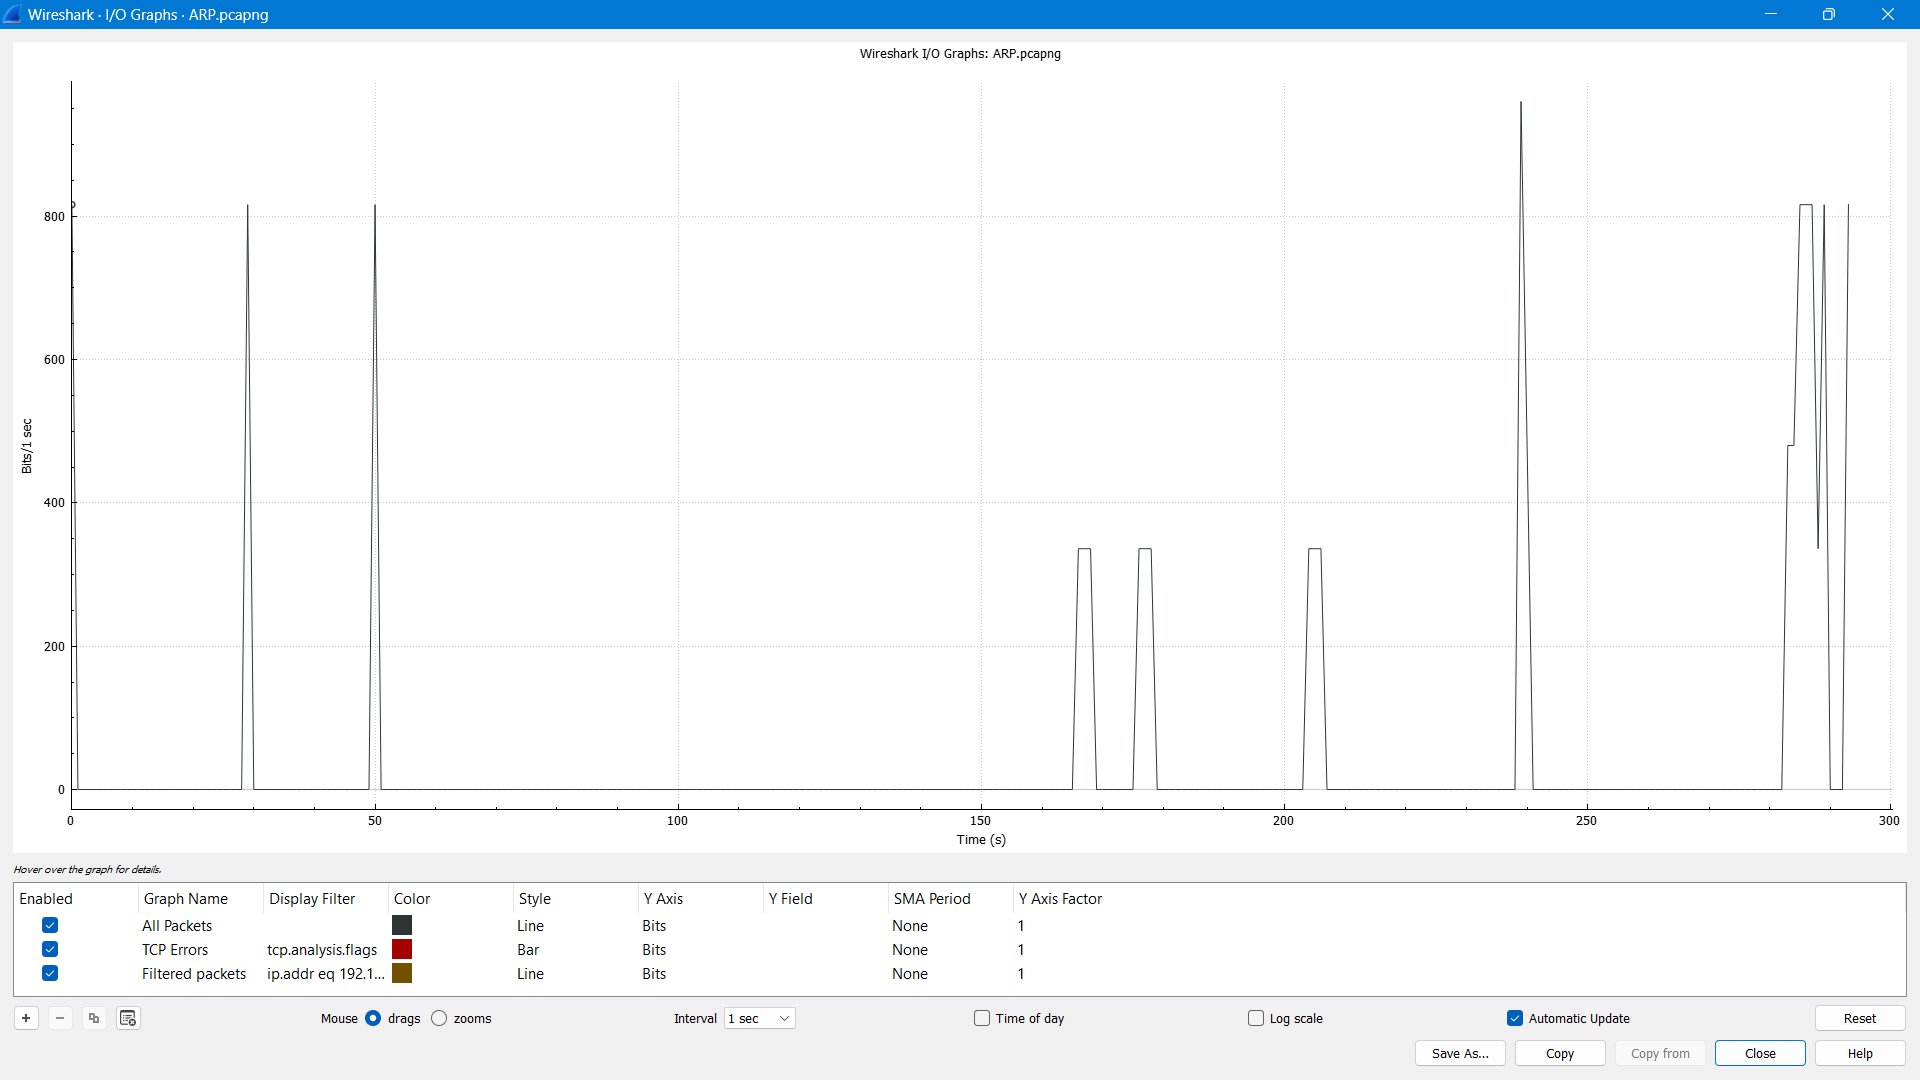 Wireshark · I/O Graphs · ARP.pcapng
Wireshark I/O Graphs: ARP.pcapng
800
600
400
200
0
Bits/1 sec
0 50 100 150 200 250 300
Time (s)
Hover over the graph for details.
Enabled Graph Name Display Filter Color Style Y Axis Y Field SMA Period Y Axis Factor
All Packets Line Bits None 1
TCP Errors tcp.analysis.flags Bar Bits None 1
Filtered packets ip.addr eq 192.1... Line Bits None 1
Mouse drags zooms Interval 1 sec Time of day Log scale Automatic Update Reset
Save As... Copy Copy from Close Help